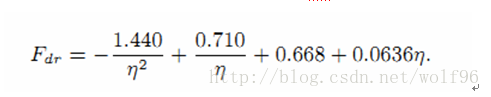 F_{dr} = -\frac{1.440}{\eta^2} + \frac{0.710}{\eta} + 0.668 + 0.0636\eta.
http://blog.csdn.net/wolf96